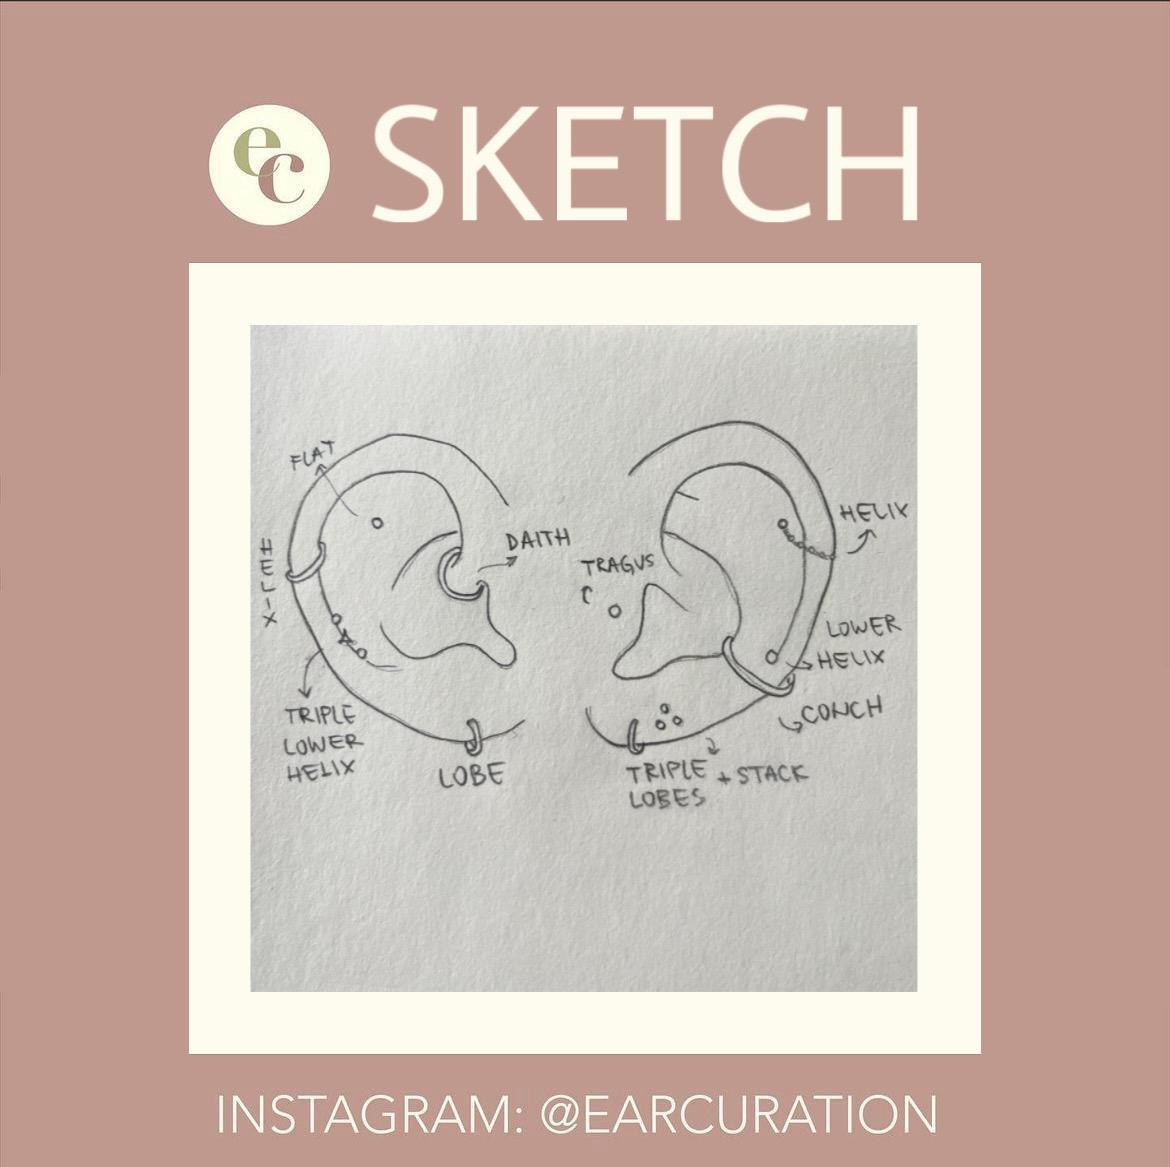 ec SKETCH
FLAT
HELIX
DAITH
TRIPLE
LOWER
HELIX
LOBE
TRAGUS
HELIX
LOWER
HELIX
CONCH
TRIPLE + STACK
LOBES
INSTAGRAM: @EARCURATION